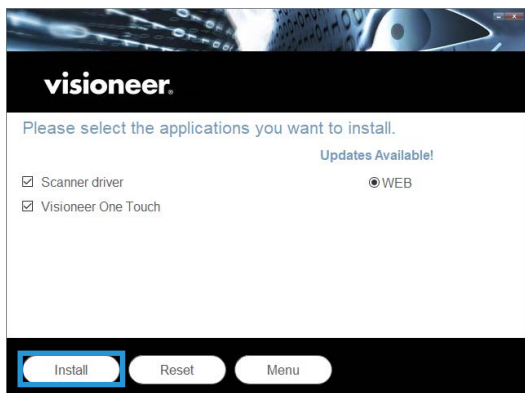 visioneer®
Please select the applications you want to install.
Updates Available!
Scanner driver
WEB
Visioneer One Touch
Install
Reset
Menu